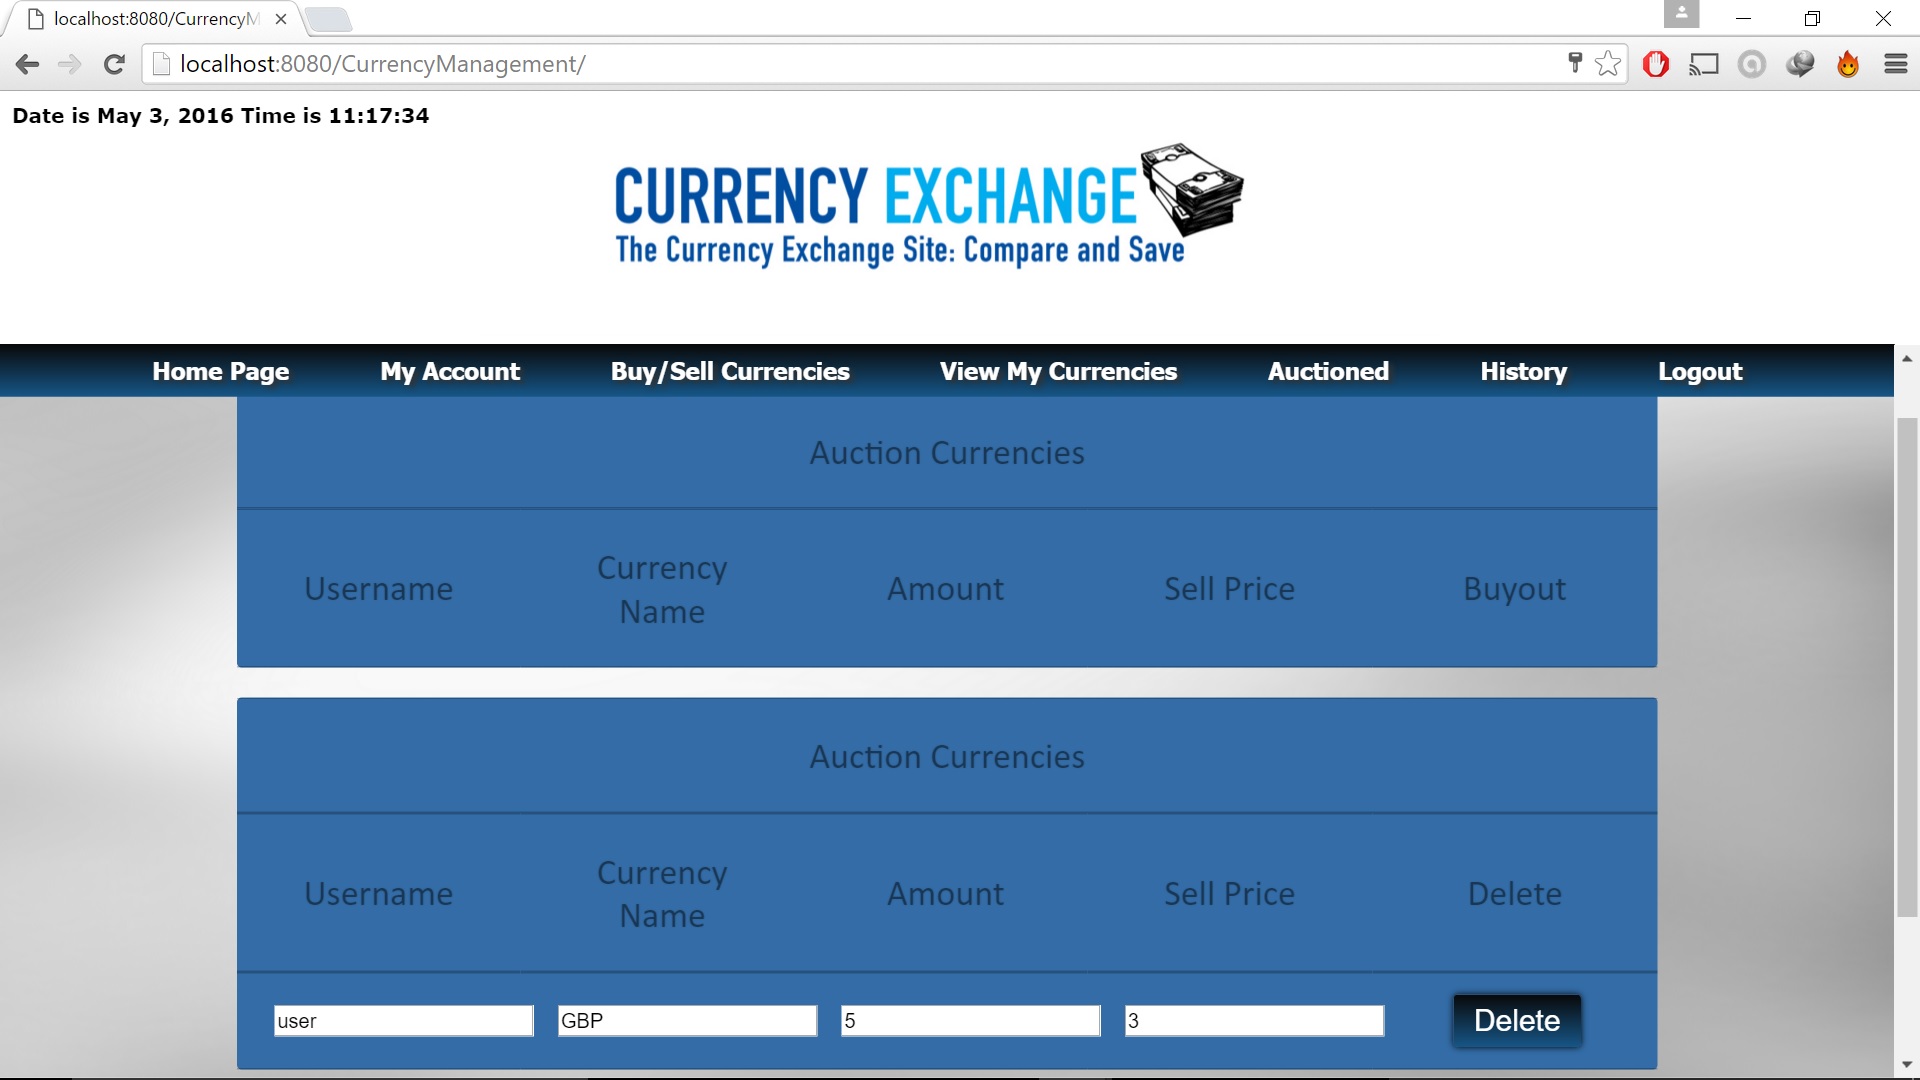 localhost:8080/CurrencyM
localhost:8080/CurrencyManagement/
Date is May 3, 2016 Time is 11:17:34
CURRENCY EXCHANGE
The Currency Exchange Site: Compare and Save
Home Page My Account Buy/Sell Currencies View My Currencies Auctioned History Logout
Auction Currencies
Username Currency Name Amount Sell Price Buyout
Auction Currencies
Username Currency Name Amount Sell Price Delete
user GBP 5 3 Delete